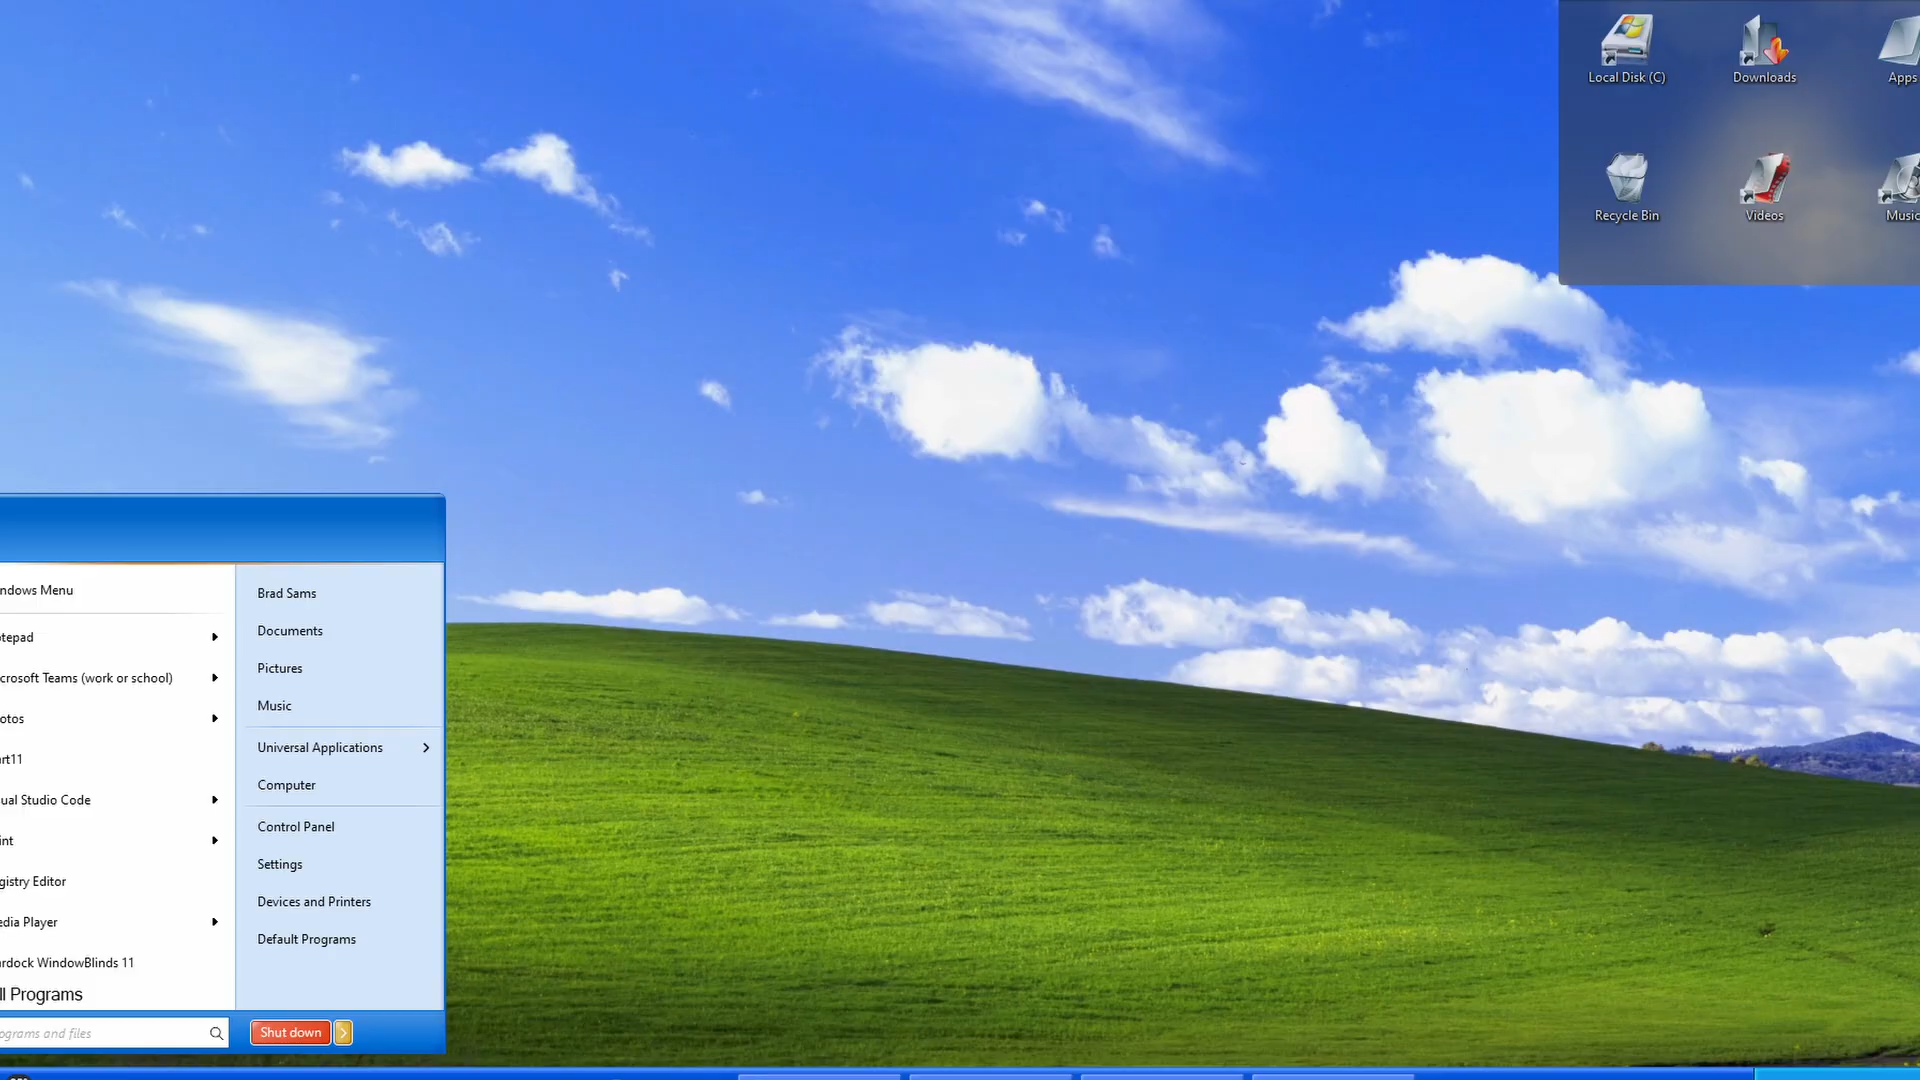 Local Disk (C)
Downloads
Apps
Recycle Bin
Videos
Music
ndows Menu
otepad
crosoft Teams (work or school)
otos
rt11
ual Studio Code
int
gistry Editor
edia Player
rdock WindowBlinds 11
ll Programs
ograms and files
Brad Sams
Documents
Pictures
Music
Universal Applications
Computer
Control Panel
Settings
Devices and Printers
Default Programs
Shut down